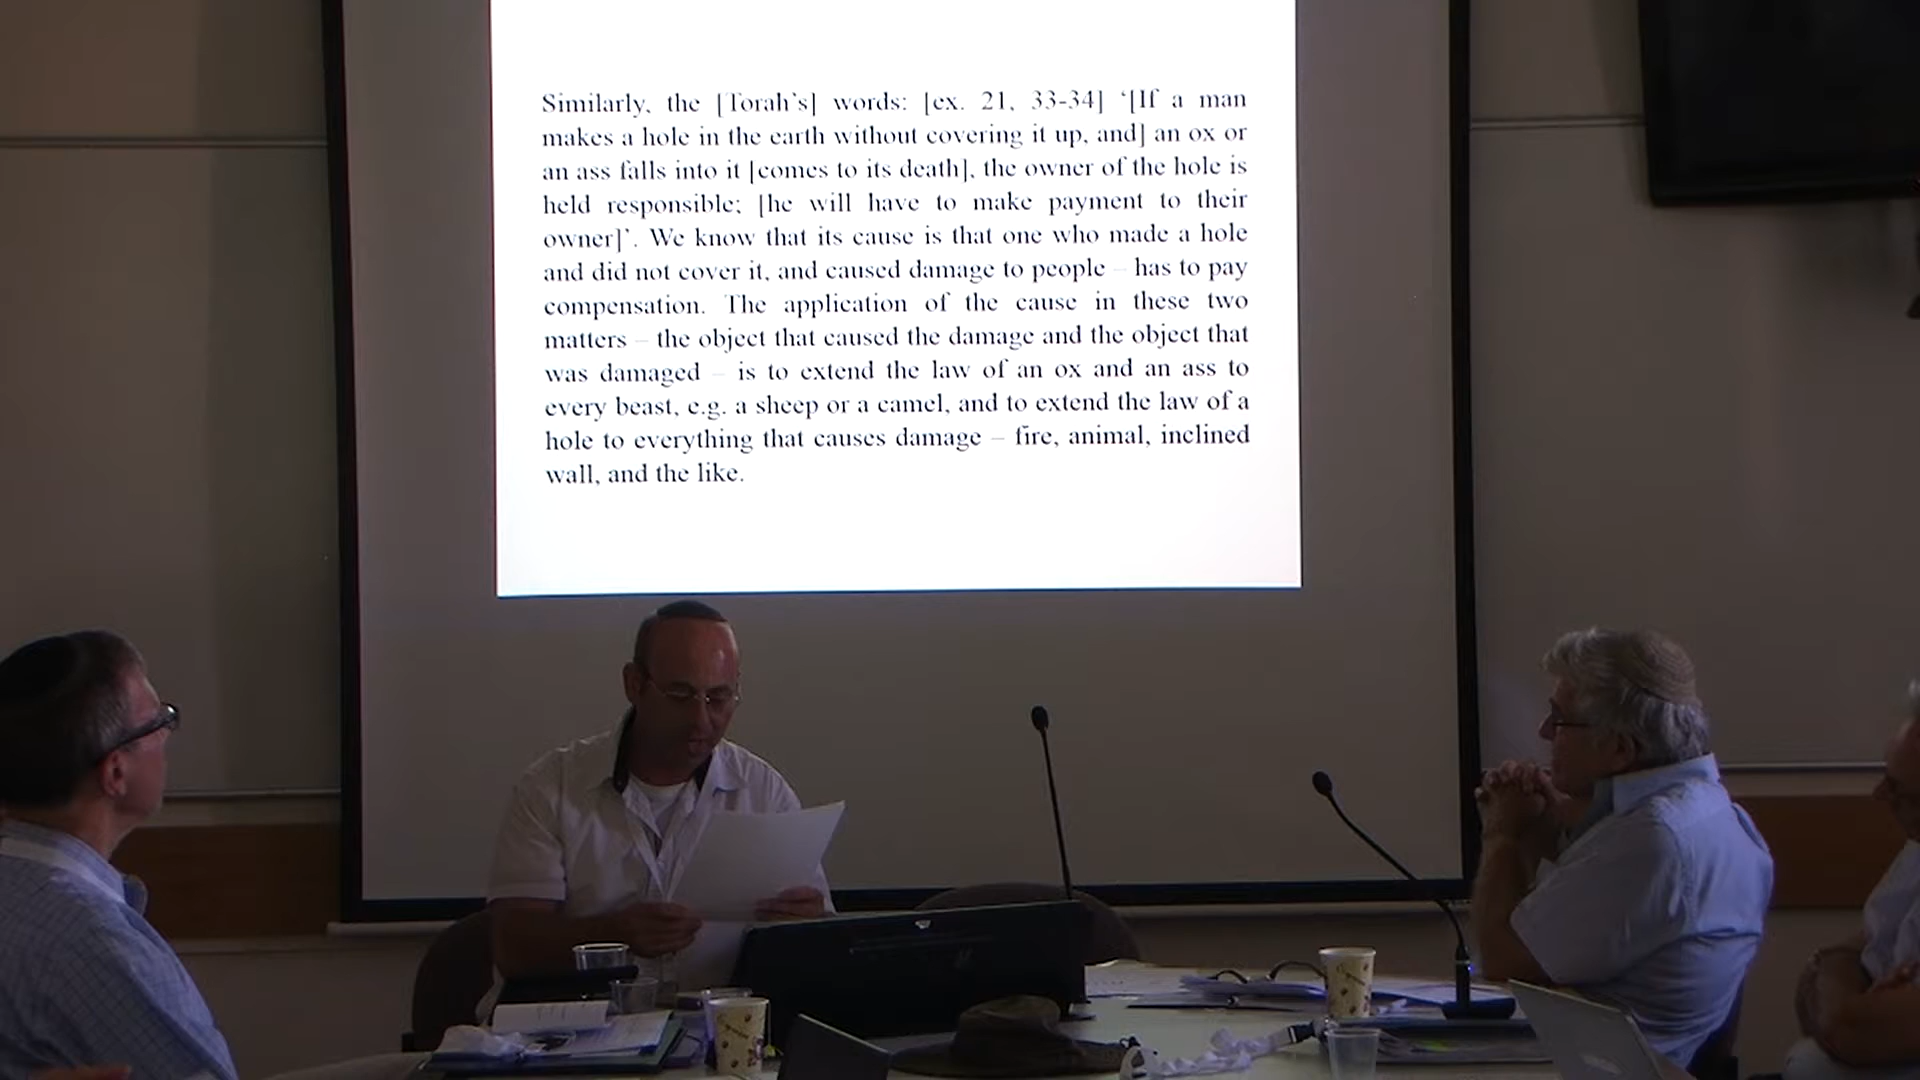 Similarly, the [Torah's] words: [ex. 21, 33-34] '[If a man
makes a hole in the earth without covering it up, and] an ox or
an ass falls into it [comes to its death], the owner of the hole is
held responsible; [he will have to make payment to their
owner]'. We know that its cause is that one who made a hole
and did not cover it, and caused damage to people – has to pay
compensation. The application of the cause in these two
matters – the object that caused the damage and the object that
was damaged – is to extend the law of an ox and an ass to
every beast, e.g. a sheep or a camel, and to extend the law of a
hole to everything that causes damage – fire, animal, inclined
wall, and the like.